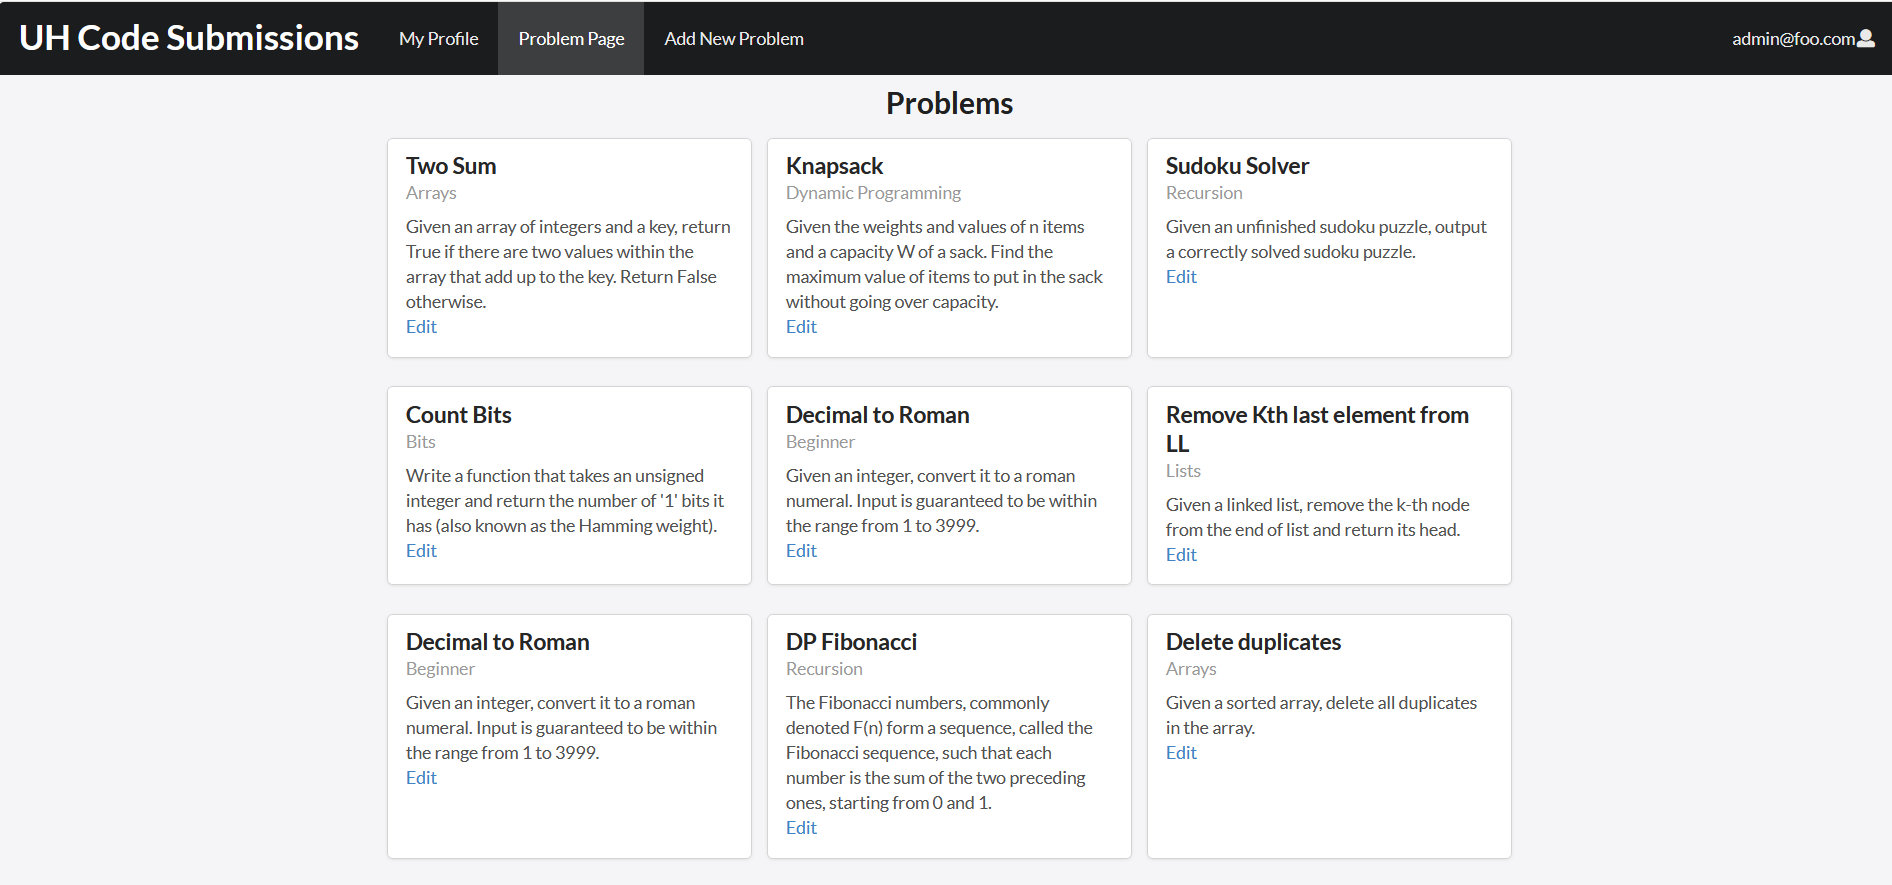 UH Code Submissions My Profile Problem Page Add New Problem admin@foo.com
Problems
Two Sum
Arrays
Given an array of integers and a key, return
True if there are two values within the
array that add up to the key. Return False
otherwise.
Edit
Knapsack
Dynamic Programming
Given the weights and values of n items
and a capacity W of a sack. Find the
maximum value of items to put in the sack
without going over capacity.
Edit
Sudoku Solver
Recursion
Given an unfinished sudoku puzzle, output
a correctly solved sudoku puzzle.
Edit
Count Bits
Bits
Write a function that takes an unsigned
integer and return the number of '1' bits it
has (also known as the Hamming weight).
Edit
Decimal to Roman
Beginner
Given an integer, convert it to a roman
numeral. Input is guaranteed to be within
the range from 1 to 3999.
Edit
Remove Kth last element from
LL
Lists
Given a linked list, remove the k-th node
from the end of list and return its head.
Edit
Decimal to Roman
Beginner
Given an integer, convert it to a roman
numeral. Input is guaranteed to be within
the range from 1 to 3999.
Edit
DP Fibonacci
Recursion
The Fibonacci numbers, commonly
denoted F(n) form a sequence, called the
Fibonacci sequence, such that each
number is the sum of the two preceding
ones, starting from 0 and 1.
Edit
Delete duplicates
Arrays
Given a sorted array, delete all duplicates
in the array.
Edit